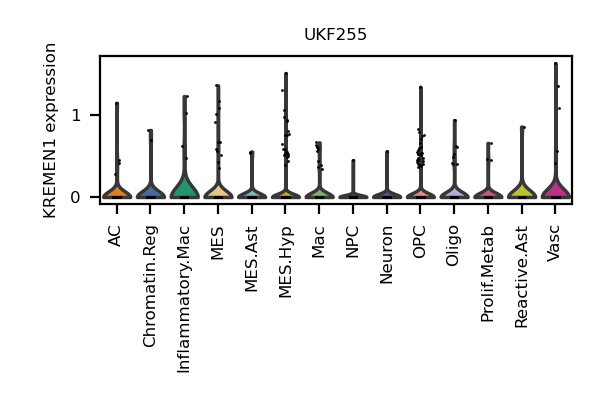 UKF255
KREMEN1 expression
1
0
AC
Chromatin.Reg
Inflammatory.Mac
MES
MES.Ast
MES.Hyp
Mac
NPC
Neuron
OPC
Oligo
Prolif.Metab
Reactive.Ast
Vasc